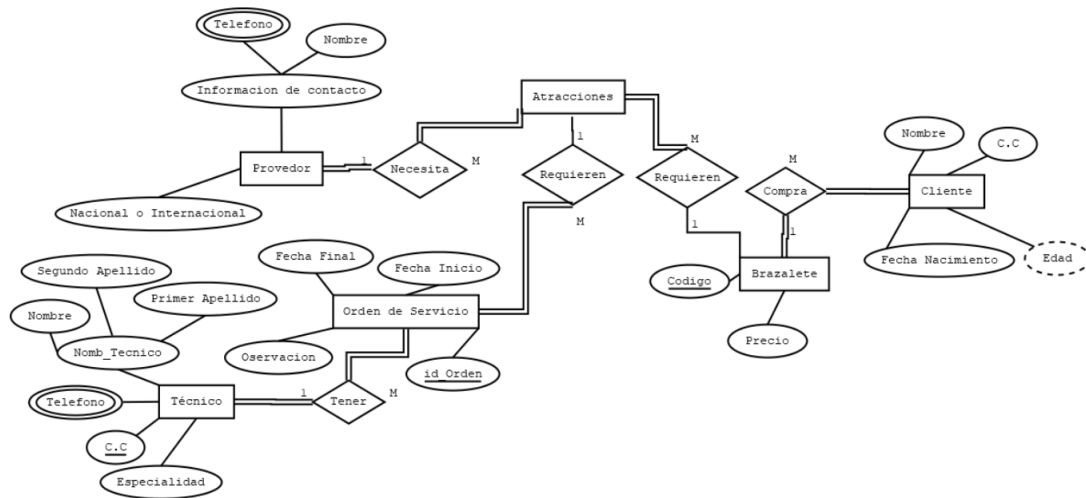 Telefono
Nombre
Informacion de contacto
Atracciones
Provedor
1
Necesita
M
1
Requieren
M
M
Requieren
1
Nombre
C.C
M
Compra
1
Cliente
Nacional o Internacional
Fecha Final
Fecha Inicio
Fecha Nacimiento
Edad
Segundo Apellido
Primer Apellido
Nombre
Nomb_Tecnico
Orden de Servicio
Codigo
Brazalete
Precio
Oservacion
id_Orden
Telefono
Técnico
1
Tener
M
C.C
Especialidad